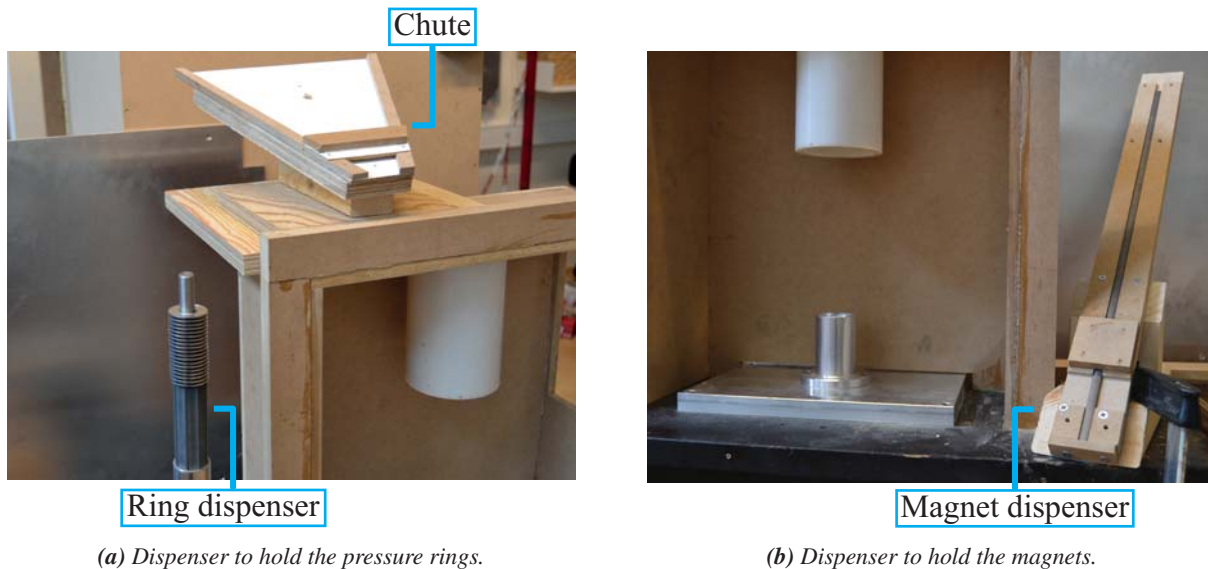 Chute
Ring dispenser
Magnet dispenser
(a) Dispenser to hold the pressure rings.
(b) Dispenser to hold the magnets.